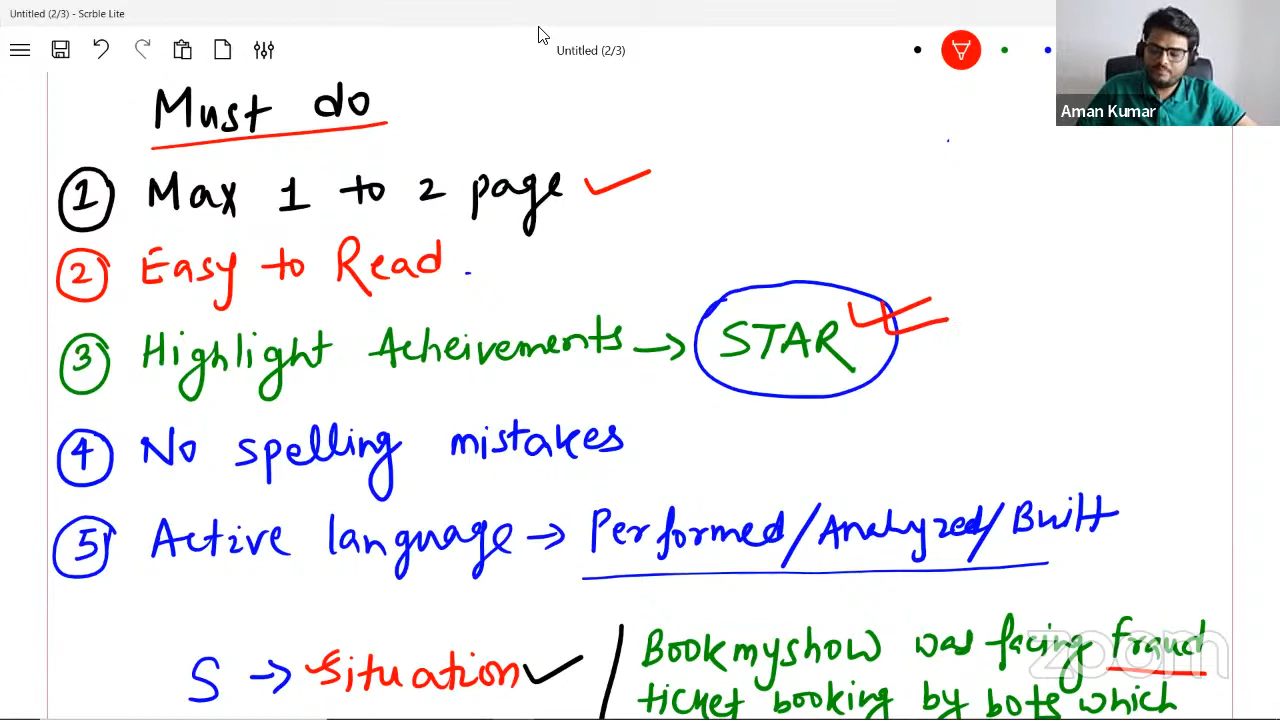 Untitled (2/3) - Scrble Lite
Untitled (2/3)
Aman Kumar
Must do
1 Max 1 to 2 page
2 Easy to Read
3 Highlight Acheivements → STAR
4 No spelling mistakes
5 Active language → Performed/Analyzed/Built
S → Situation
Bookmyshow was facing fraud
ticket booking by bots which
zoom